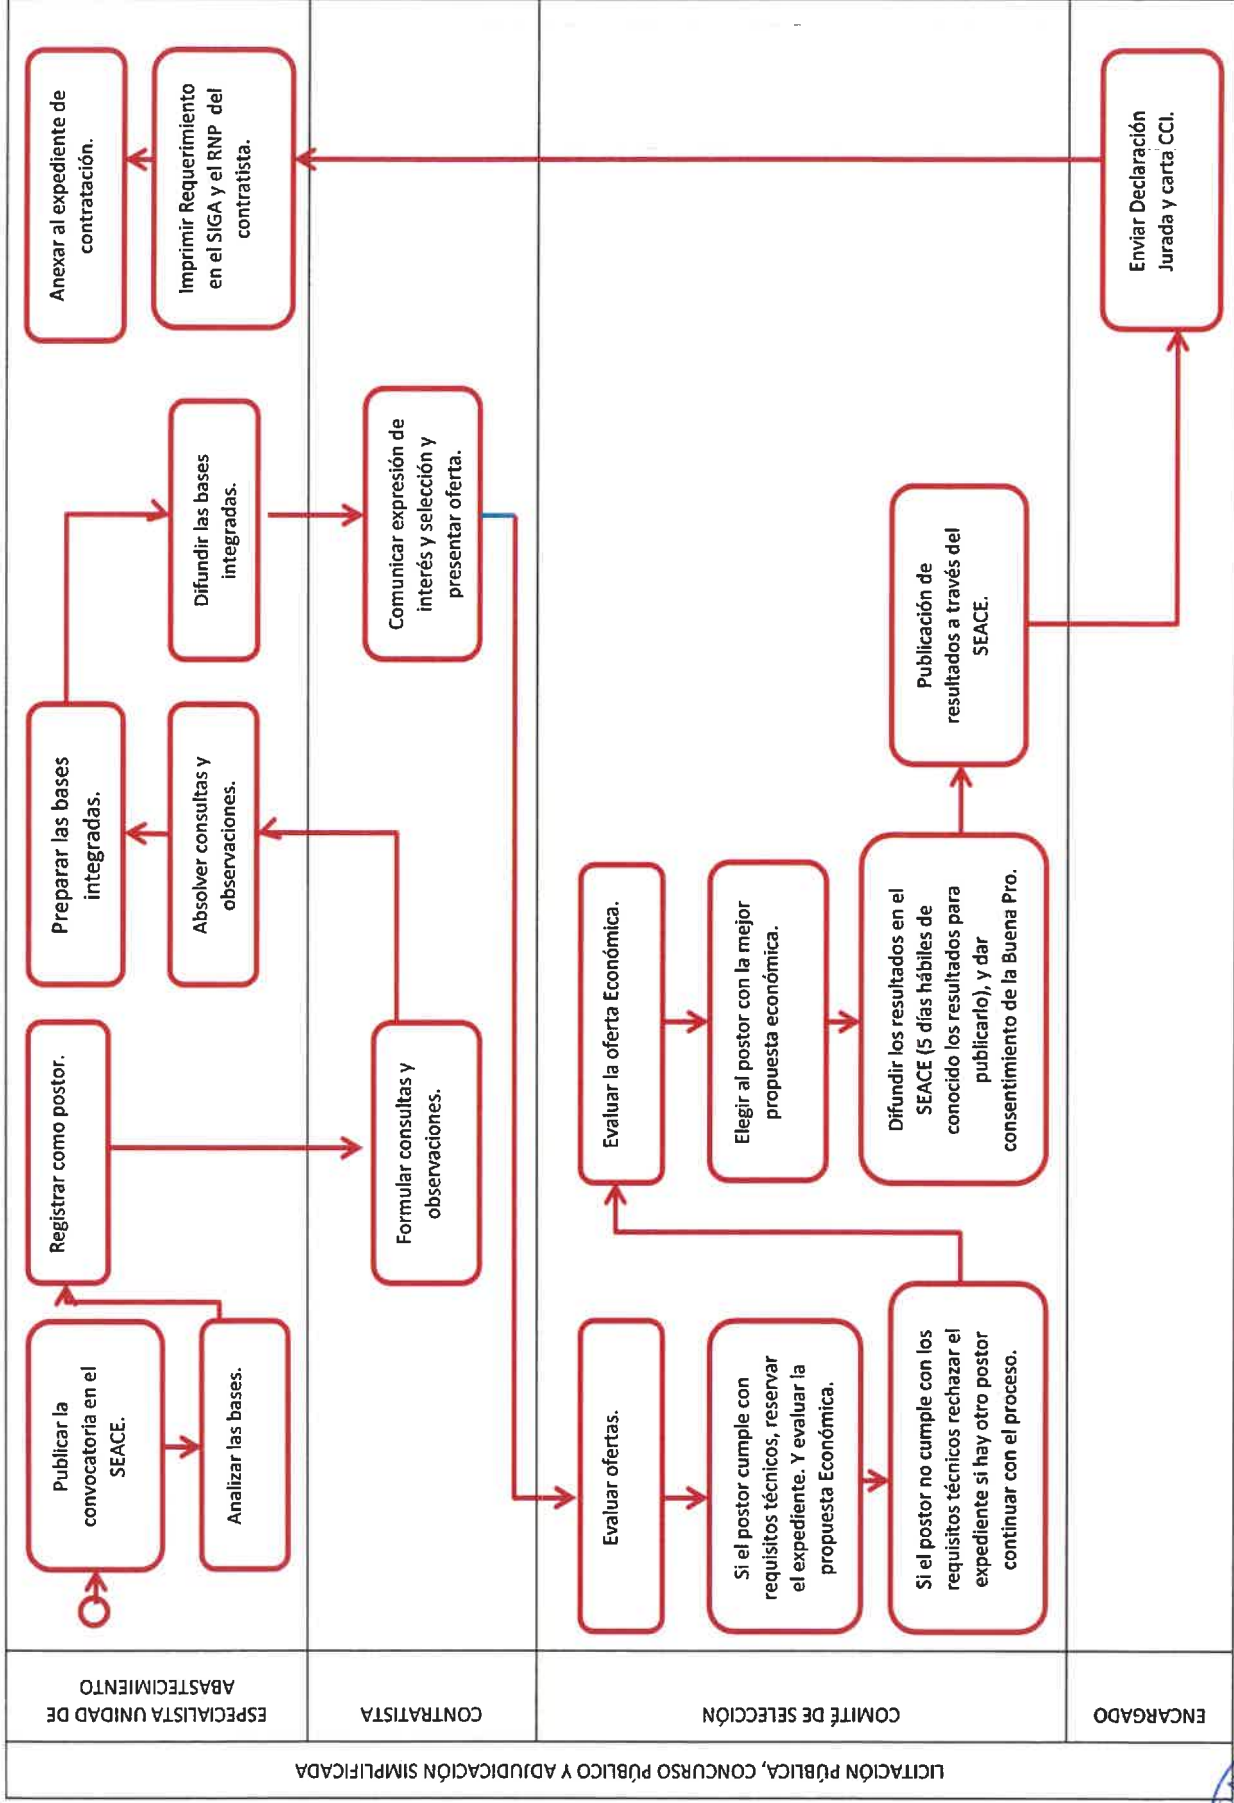 LICITACIÓN PÚBLICA, CONCURSO PÚBLICO Y ADJUDICACIÓN SIMPLIFICADA
ESPECIALISTA UNIDAD DE
ABASTECIMIENTO
Publicar la
convocatoria en el
SEACE.
Analizar las bases.
Registrar como postor.
Preparar las bases
integradas.
Absolver consultas y
observaciones.
Difundir las bases
integradas.
Anexar al expediente de
contratación.
Imprimir Requerimiento
en el SIGA y el RNP del
contratista.
CONTRATISTA
Formular consultas y
observaciones.
Comunicar expresión de
interés y selección y
presentar oferta.
COMITÉ DE SELECCIÓN
Evaluar ofertas.
Si el postor cumple con
requisitos técnicos, reservar
el expediente. Y evaluar la
propuesta Económica.
Si el postor no cumple con los
requisitos técnicos rechazar el
expediente si hay otro postor
continuar con el proceso.
Evaluar la oferta Económica.
Elegir al postor con la mejor
propuesta económica.
Difundir los resultados en el
SEACE (5 días hábiles de
conocido los resultados para
publicarlo), y dar
consentimiento de la Buena Pro.
Publicación de
resultados a través del
SEACE.
ENCARGADO
Enviar Declaración
Jurada y carta CCI.